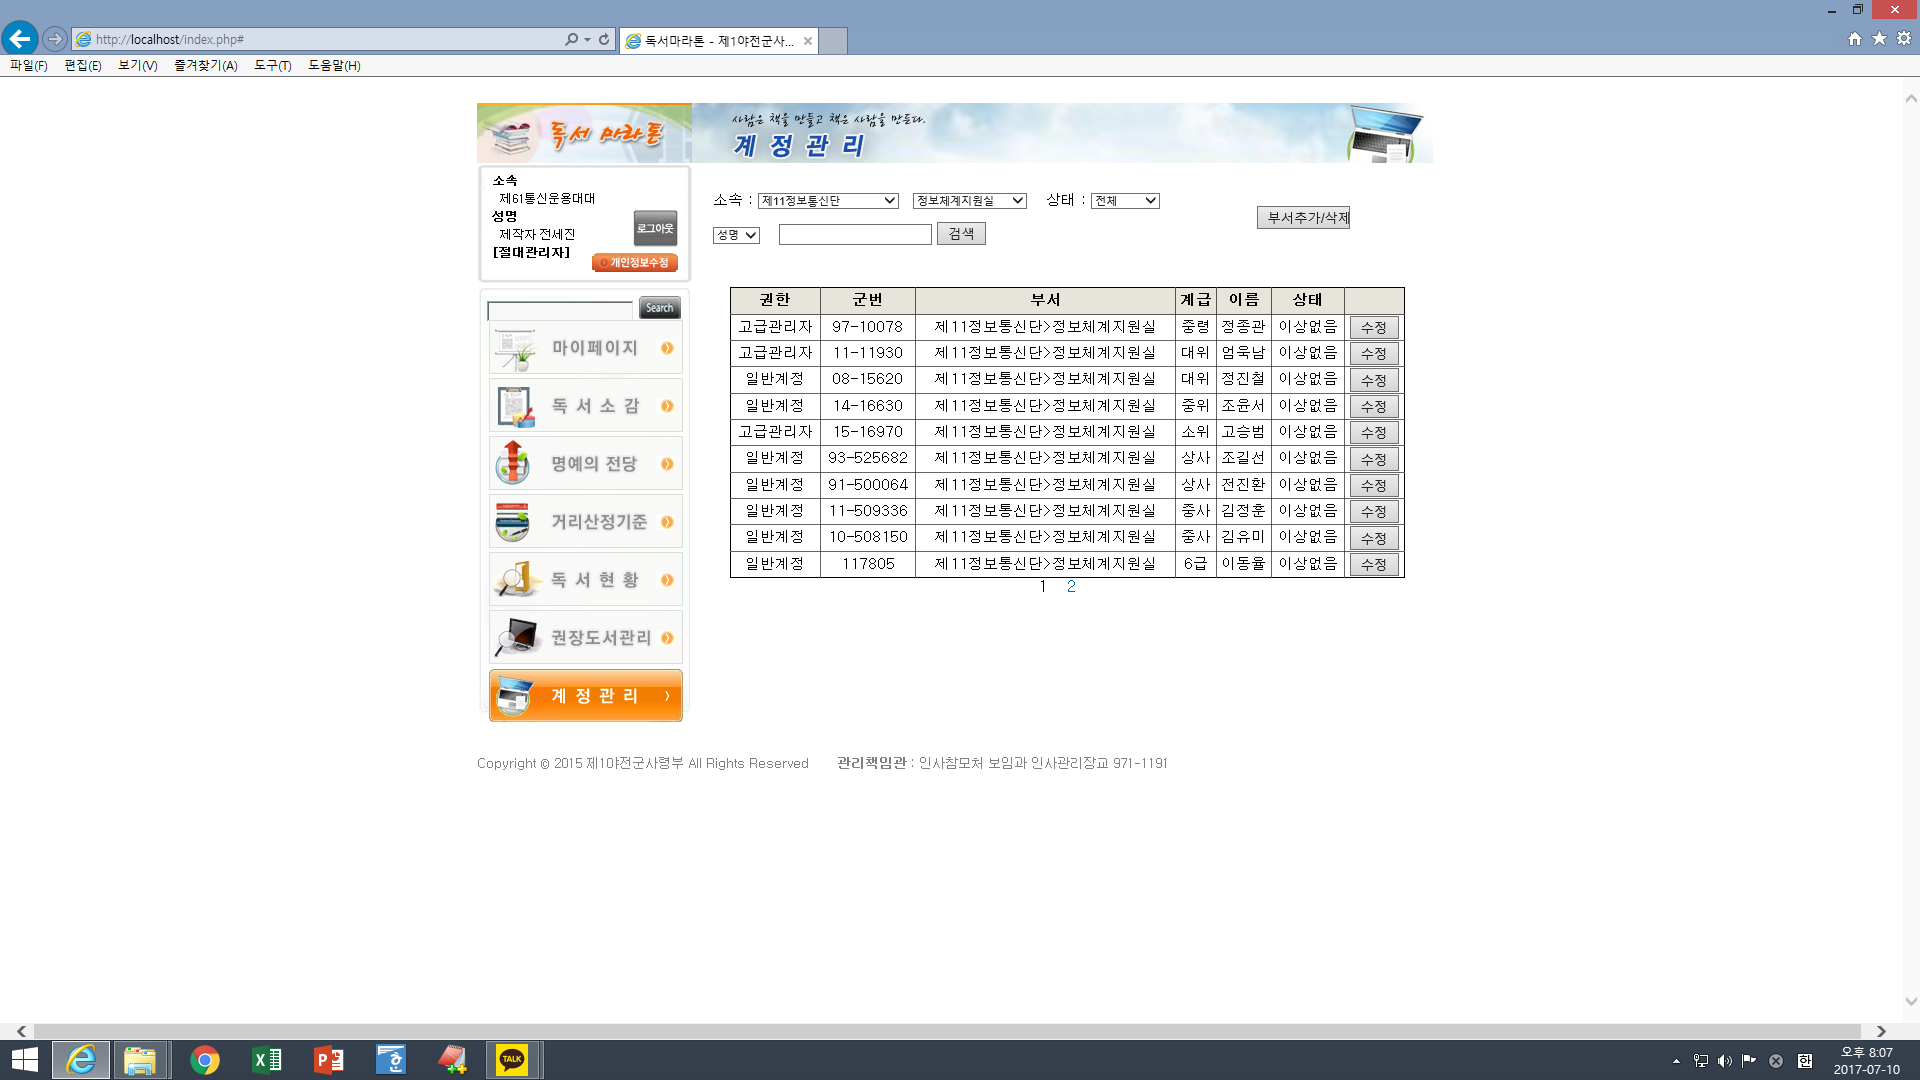 http://localhost/index.php#
독서마라톤 - 제1야전군사...
파일(F) 편집(E) 보기(V) 즐겨찾기(A) 도구(T) 도움말(H)
독서 마라톤
사람은 책을 만들고 책은 사람을 만든다.
계정관리
소속
제61통신운용대대
성명
제작자 전세진
[절대관리자]
로그아웃
개인정보수정
Search
마이페이지
독서소감
명예의 전당
거리산정기준
독서현황
권장도서관리
계정관리
소속 : 제11정보통신단 정보체계지원실 상태 : 전체
부서추가/삭제
성명 검색
권한 군번 부서 계급 이름 상태
고급관리자 97-10078 제11정보통신단>정보체계지원실 중령 정종관 이상없음 수정
고급관리자 11-11930 제11정보통신단>정보체계지원실 대위 엄욱남 이상없음 수정
일반계정 08-15620 제11정보통신단>정보체계지원실 대위 정진철 이상없음 수정
일반계정 14-16630 제11정보통신단>정보체계지원실 중위 조윤서 이상없음 수정
고급관리자 15-16970 제11정보통신단>정보체계지원실 소위 고승범 이상없음 수정
일반계정 93-525682 제11정보통신단>정보체계지원실 상사 조길선 이상없음 수정
일반계정 91-500064 제11정보통신단>정보체계지원실 상사 전진환 이상없음 수정
일반계정 11-509336 제11정보통신단>정보체계지원실 중사 김정훈 이상없음 수정
일반계정 10-508150 제11정보통신단>정보체계지원실 중사 김유미 이상없음 수정
일반계정 117805 제11정보통신단>정보체계지원실 6급 이동율 이상없음 수정
1 2
Copyright © 2015 제1야전군사령부 All Rights Reserved 관리책임관 : 인사참모처 보임과 인사관리장교 971-1191
TALK
한
오후 8:07
2017-07-10